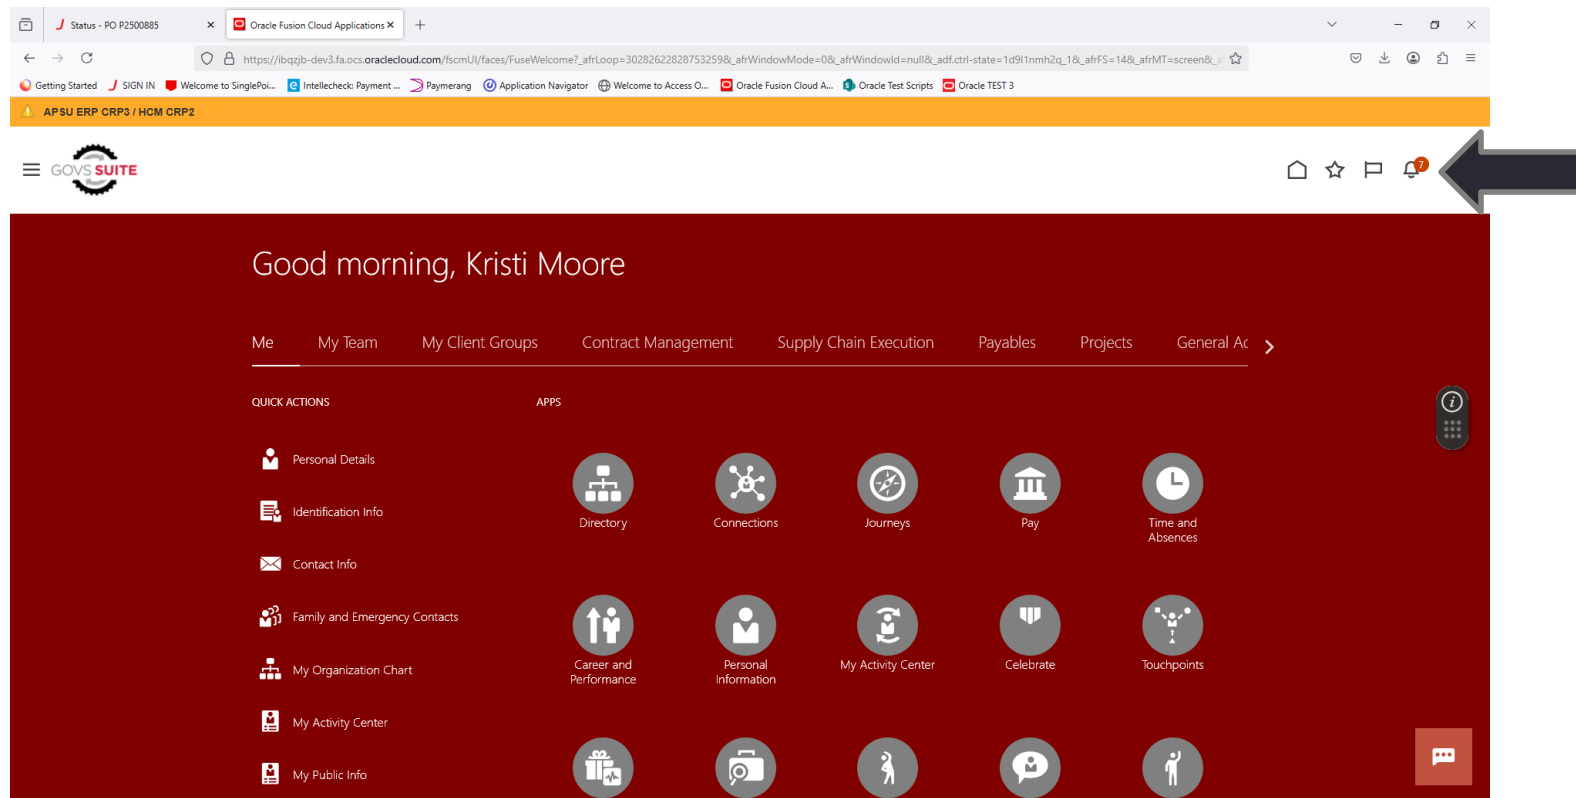 Status - PO P2500885
Oracle Fusion Cloud Applications
https://ibqzjb-dev3.fa.ocs.oraclecloud.com/fscmUI/faces/FuseWelcome?_afrLoop=30282622828753259&_afrWindowMode=0&_afrWindowId=null&_adf.ctrl-state=1d9l1nmh2q_1&_afrFS=14&_afrMT=screen&_
Getting Started SIGN IN Welcome to SinglePoi... Intellecheck: Payment ... Paymerang Application Navigator Welcome to Access O... Oracle Fusion Cloud A... Oracle Test Scripts Oracle TEST 3
APSU ERP CRP3 / HCM CRP2
GOVS SUITE
7
Good morning, Kristi Moore
Me My Team My Client Groups Contract Management Supply Chain Execution Payables Projects General Ac
QUICK ACTIONS
APPS
Personal Details
Identification Info
Contact Info
Family and Emergency Contacts
My Organization Chart
My Activity Center
My Public Info
Directory
Connections
Journeys
Pay
Time and
Absences
Career and
Performance
Personal
Information
My Activity Center
Celebrate
Touchpoints